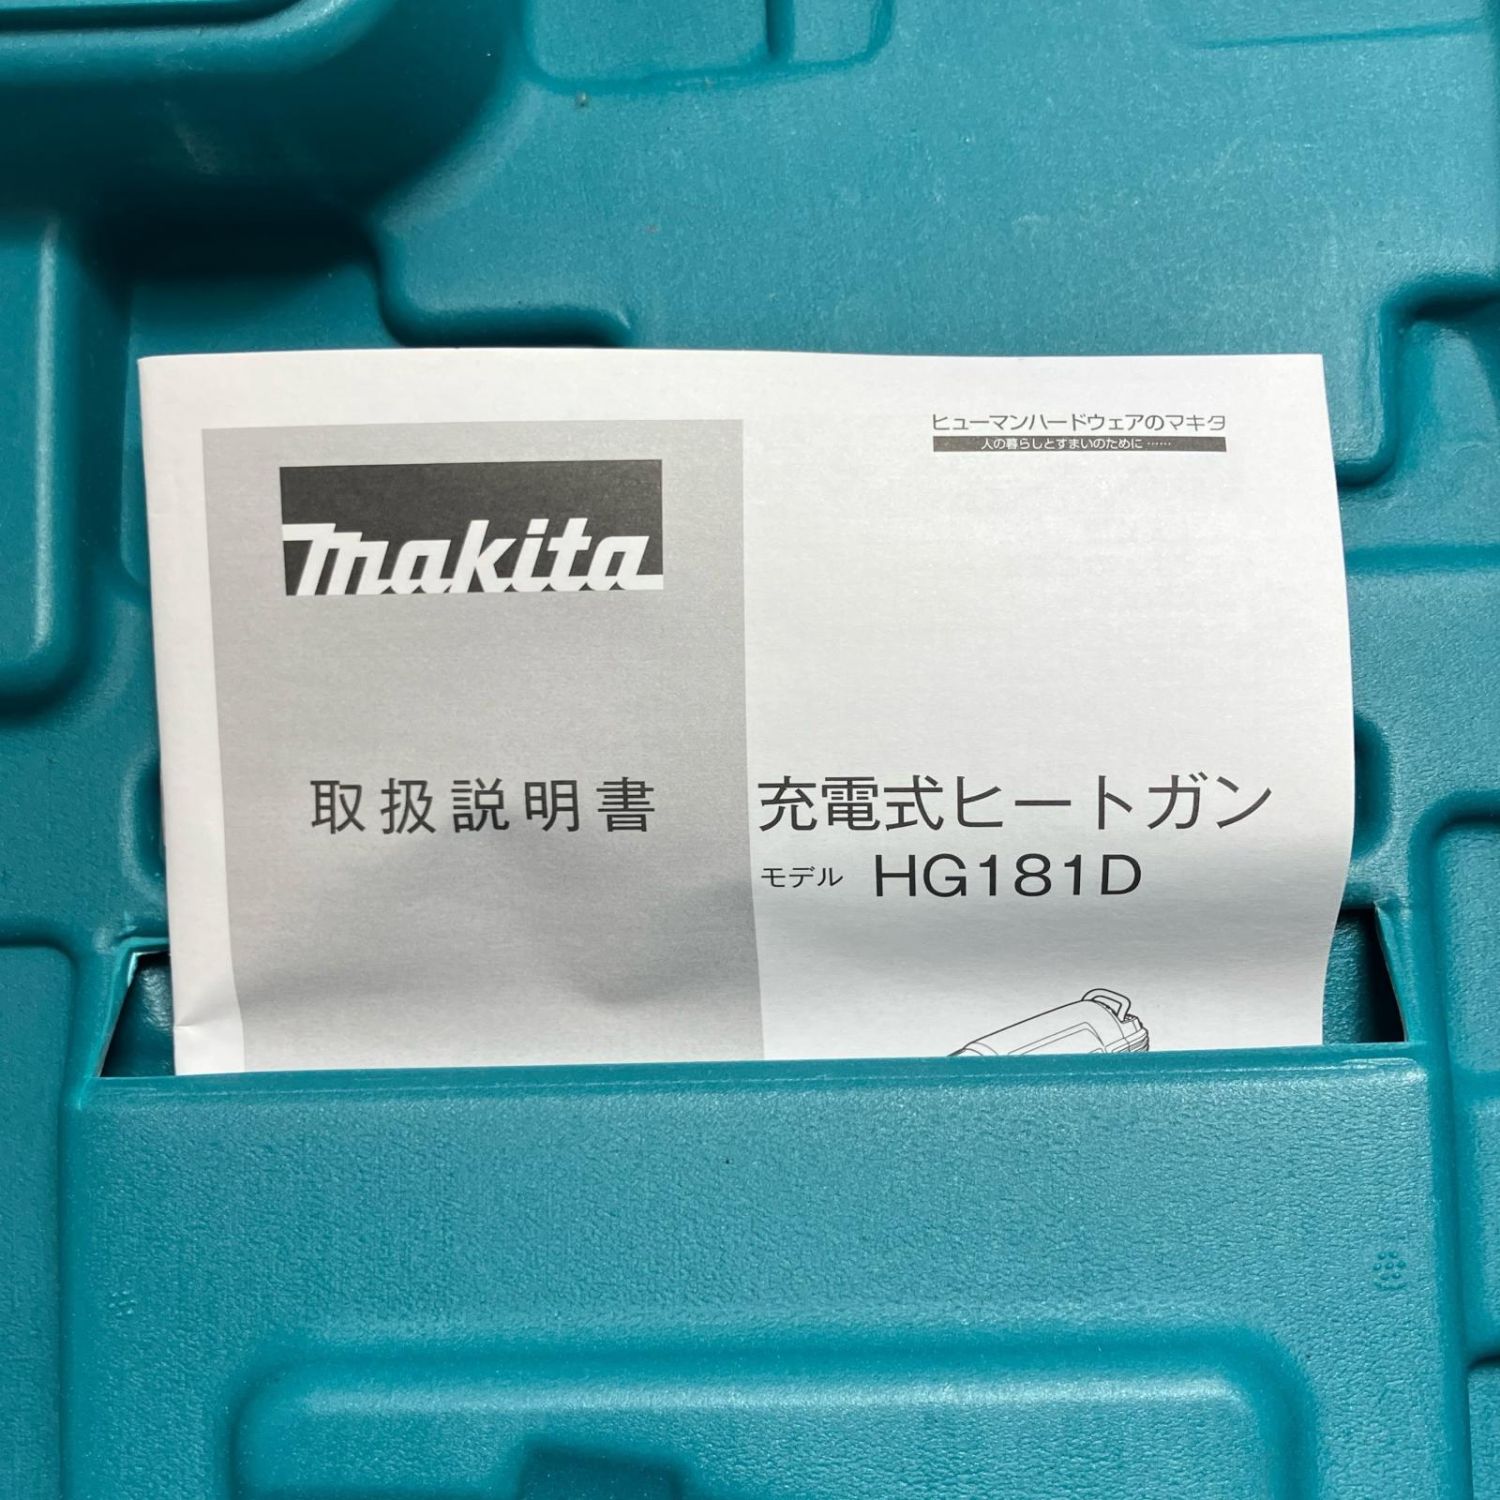 ヒューマンハードウェアのマキタ
人の暮らしとすまいのために……
makita
取扱説明書
充電式ヒートガン
モデル HG181D